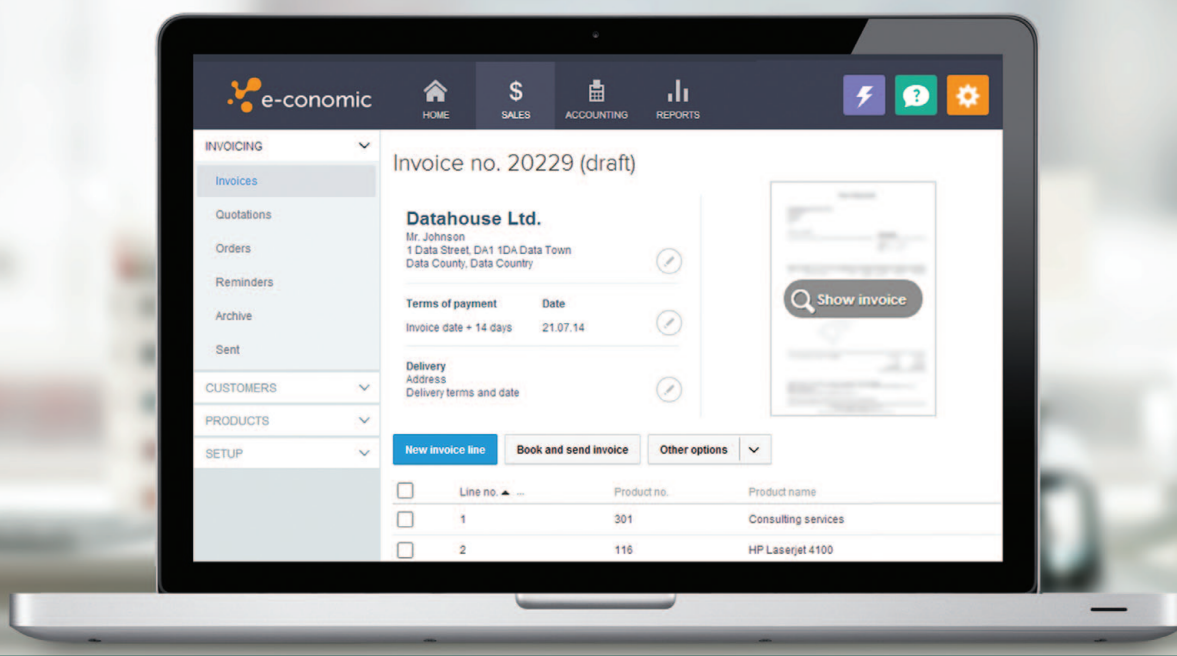 e-conomic
HOME
$
SALES
ACCOUNTING
REPORTS
?
INVOICING
Invoices
Quotations
Orders
Reminders
Archive
Sent
CUSTOMERS
PRODUCTS
SETUP
Invoice no. 20229 (draft)
Datahouse Ltd.
Mr. Johnson
1 Data Street, DA1 1DA Data Town
Data County, Data Country
Terms of payment Date
Invoice date + 14 days 21.07.14
Delivery
Address
Delivery terms and date
Show invoice
New invoice line Book and send invoice Other options
Line no. ▲ ... Product no. Product name
1 301 Consulting services
2 116 HP Laserjet 4100